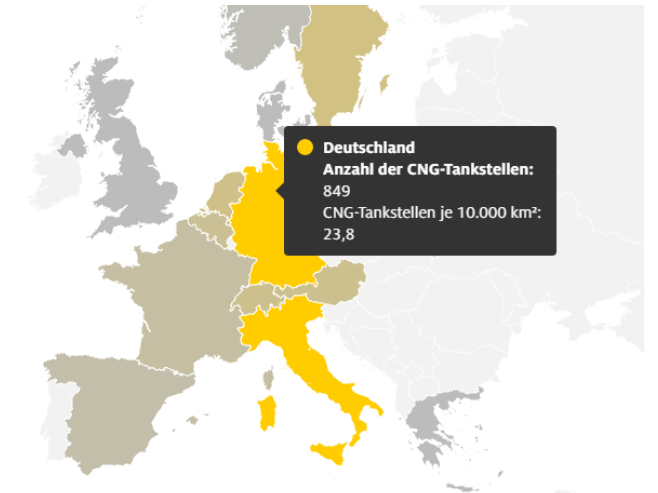 Deutschland
Anzahl der CNG-Tankstellen:
849
CNG-Tankstellen je 10.000 km²:
23,8